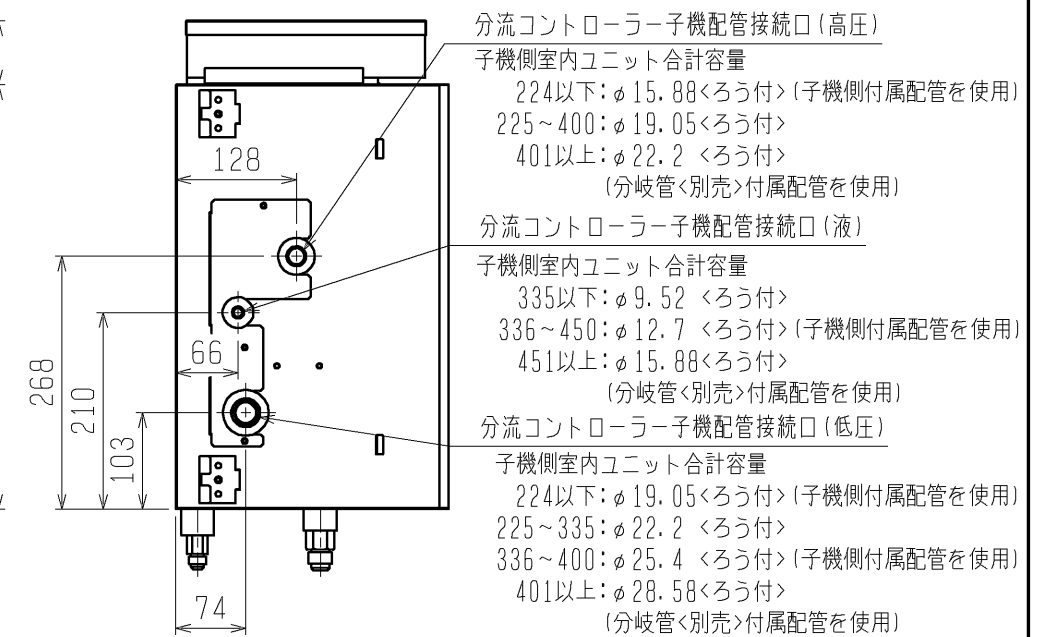 分流コントローラー子機配管接続口(高圧)
子機側室内ユニット合計容量
224以下:φ15.88<ろう付>(子機側付属配管を使用)
225~400:φ19.05<ろう付>
401以上:φ22.2 <ろう付>
(分岐管<別売>付属配管を使用)
分流コントローラー子機配管接続口(液)
子機側室内ユニット合計容量
335以下:φ9.52 <ろう付>
336~450:φ12.7 <ろう付>(子機側付属配管を使用)
451以上:φ15.88<ろう付>
(分岐管<別売>付属配管を使用)
分流コントローラー子機配管接続口(低圧)
子機側室内ユニット合計容量
224以下:φ19.05<ろう付>(子機側付属配管を使用)
225~335:φ22.2 <ろう付>
336~400:φ25.4 <ろう付>(子機側付属配管を使用)
401以上:φ28.58<ろう付>
(分岐管<別売>付属配管を使用)
128
66
268
210
103
74